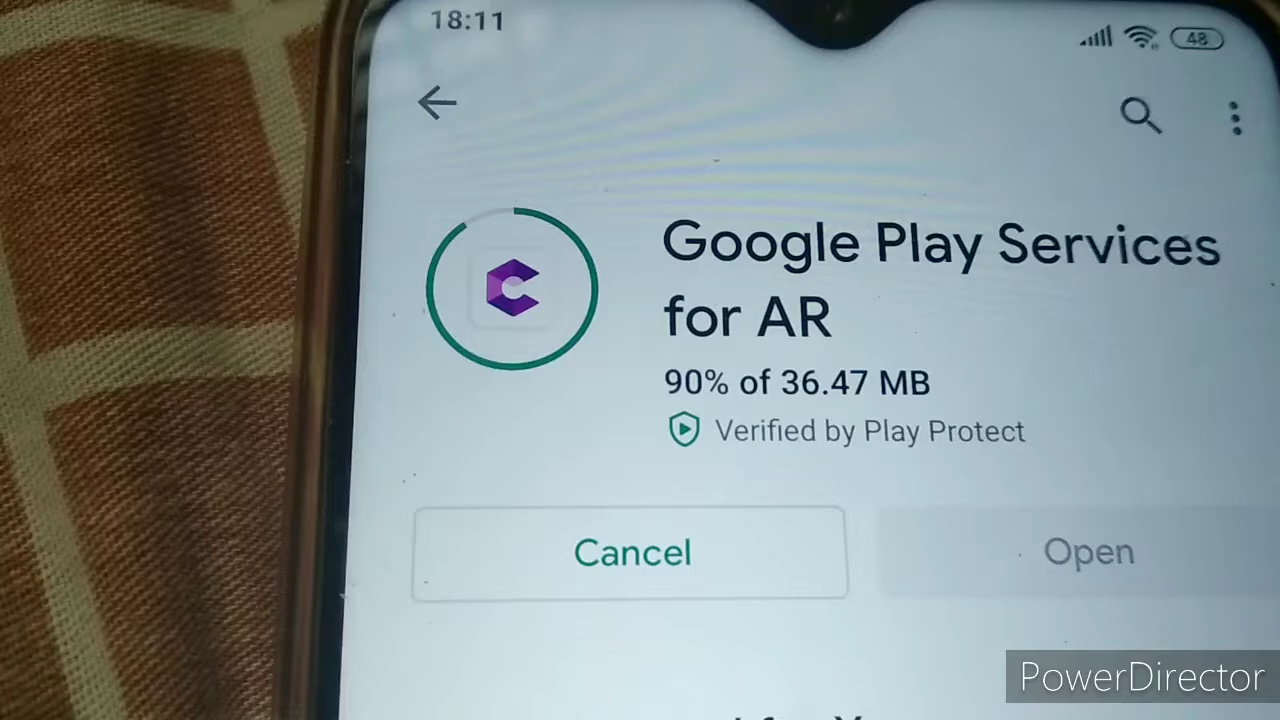 18:11
48
Google Play Services
for AR
90% of 36.47 MB
Verified by Play Protect
Cancel
Open
PowerDirector